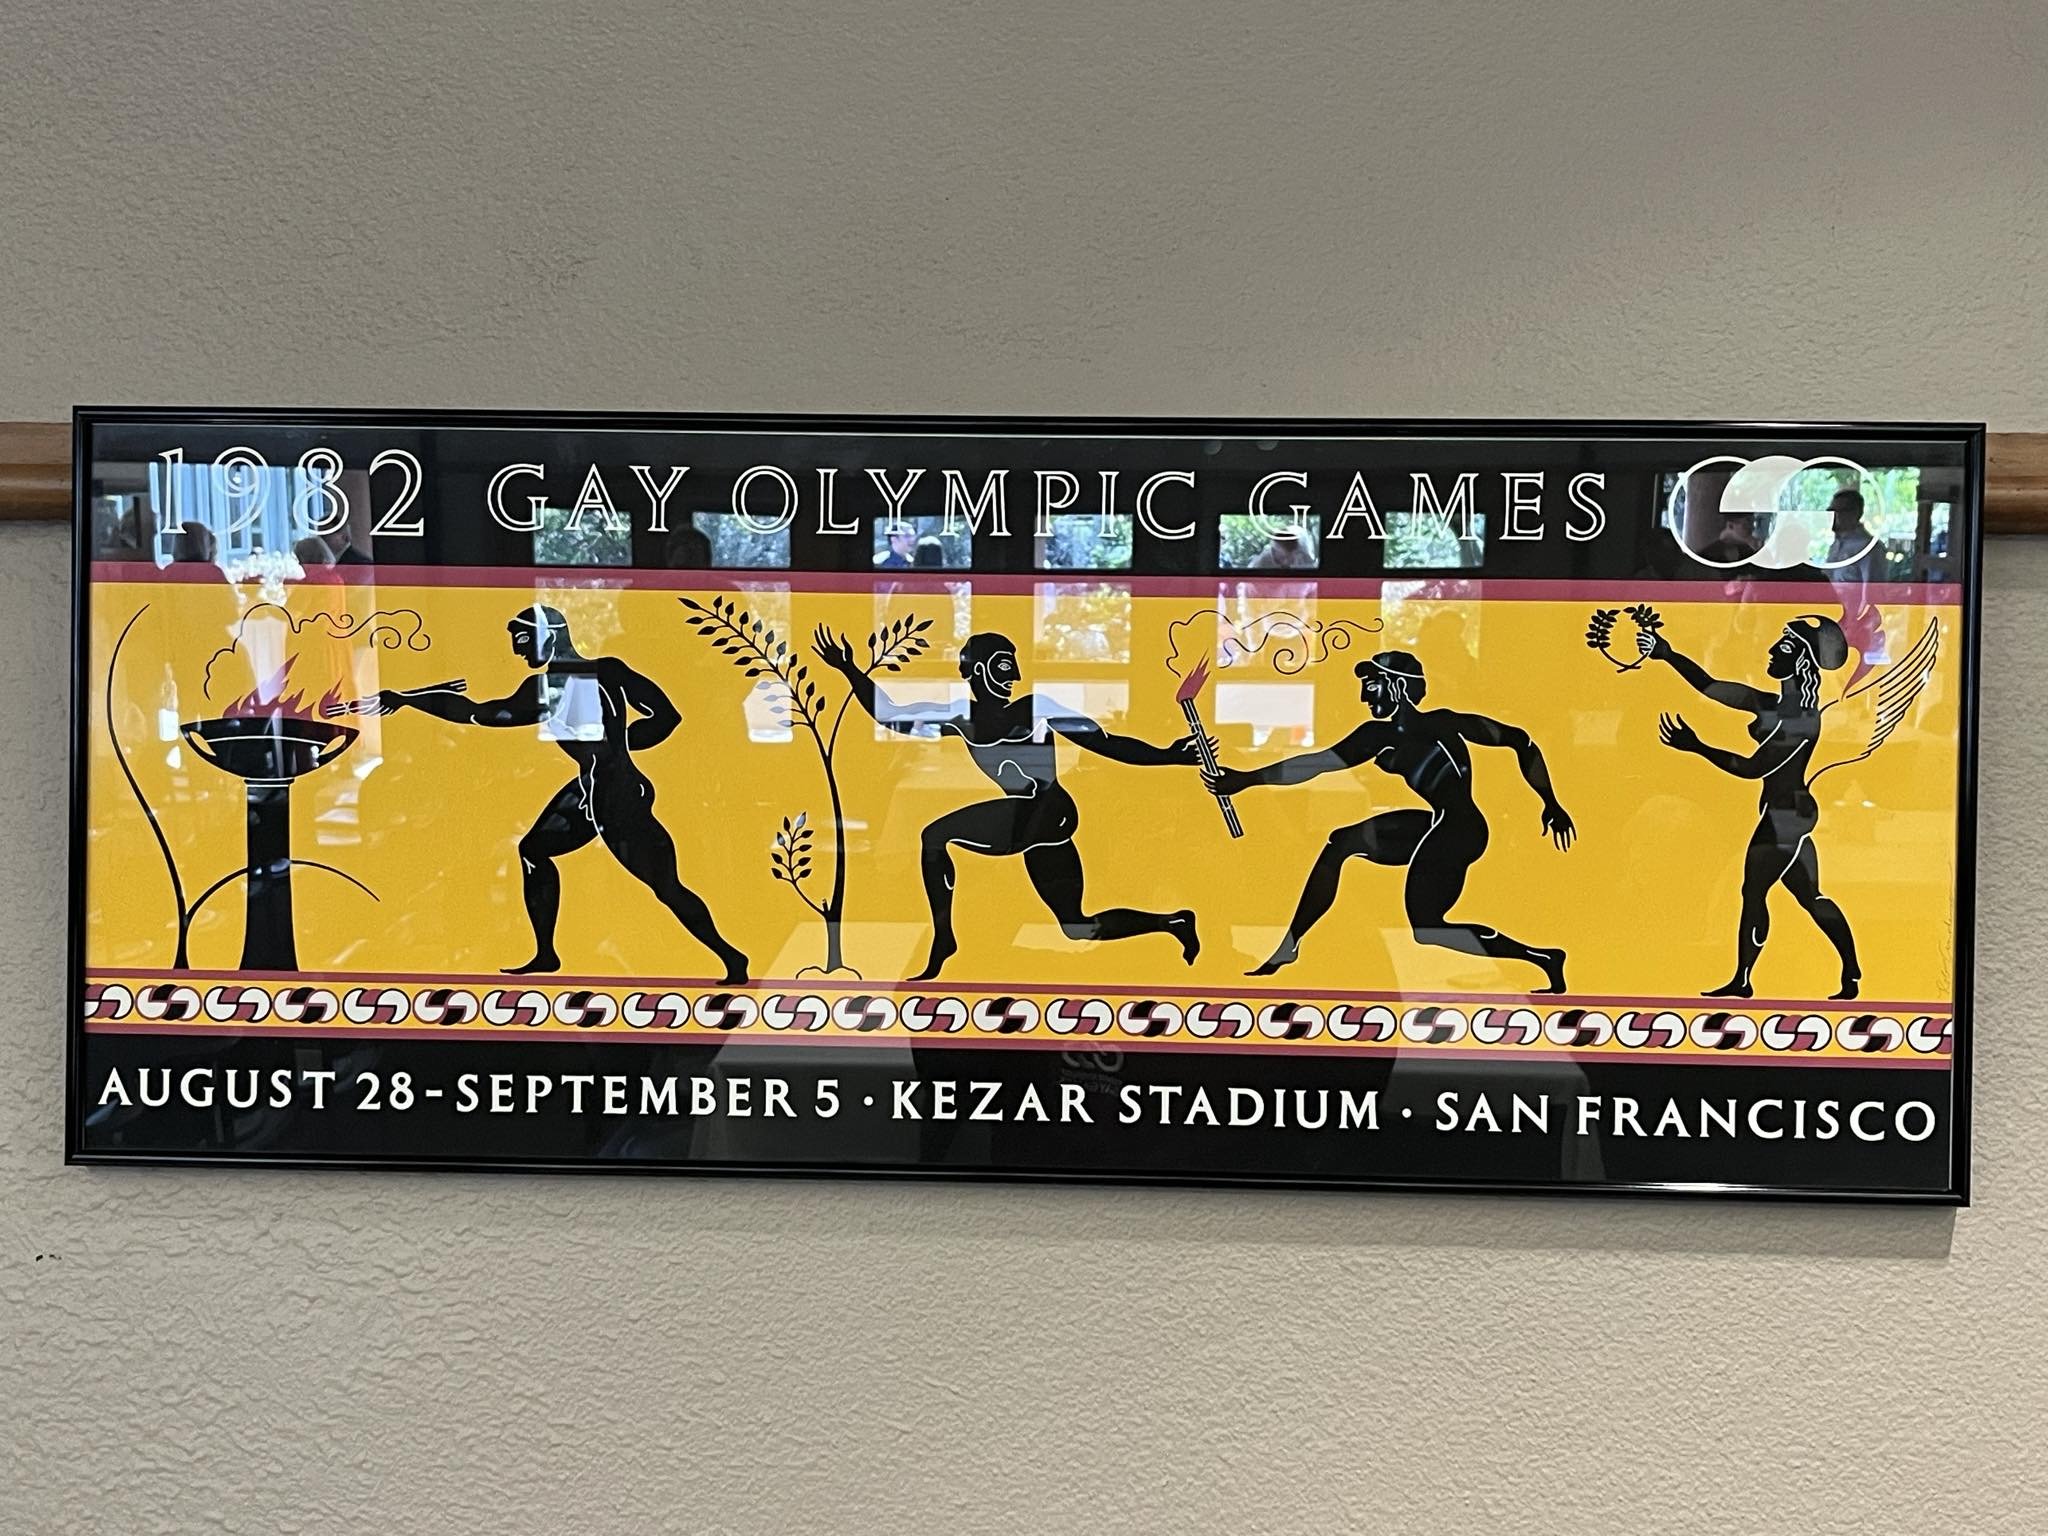 1982 GAY OLYMPIC GAMES
AUGUST 28-SEPTEMBER 5 · KEZAR STADIUM · SAN FRANCISCO